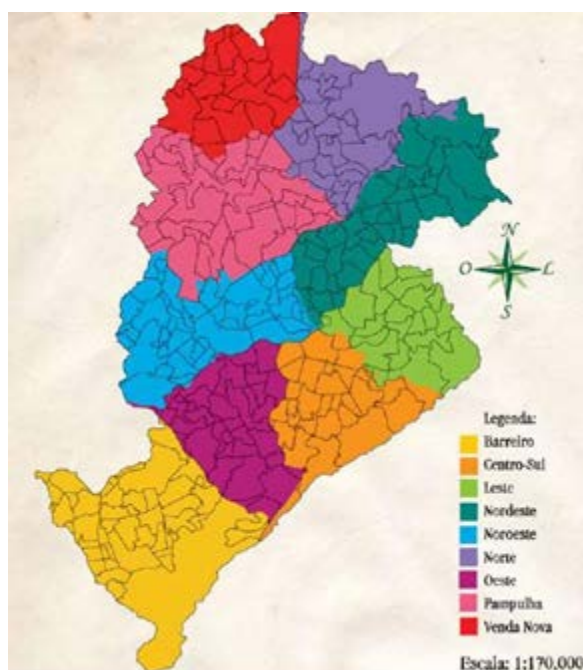 N
O
L
S
Legenda:
Barreiro
Centro-Sul
Leste
Nordeste
Noroeste
Norte
Oeste
Pampulha
Venda Nova
Escala: 1:170.000